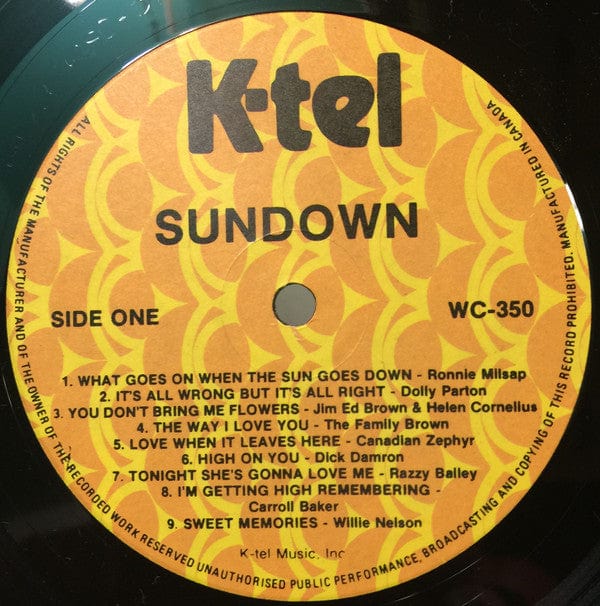 K-tel
SUNDOWN
SIDE ONE
WC-350
1. WHAT GOES ON WHEN THE SUN GOES DOWN - Ronnie Milsap
2. IT'S ALL WRONG BUT IT'S ALL RIGHT - Dolly Parton
3. YOU DON'T BRING ME FLOWERS - Jim Ed Brown & Helen Cornelius
4. THE WAY I LOVE YOU - The Family Brown
5. LOVE WHEN IT LEAVES HERE - Canadian Zephyr
6. HIGH ON YOU - Dick Damron
7. TONIGHT SHE'S GONNA LOVE ME - Razzy Bailey
8. I'M GETTING HIGH REMEMBERING -
Carroll Baker
9. SWEET MEMORIES - Willie Nelson
K-tel Music, Inc
ALL RIGHTS OF THE MANUFACTURER AND OF THE OWNER OF THE RECORDED WORK RESERVED UNAUTHORISED PUBLIC PERFORMANCE, BROADCASTING AND COPYING OF THIS RECORD PROHIBITED. MANUFACTURED IN CANADA